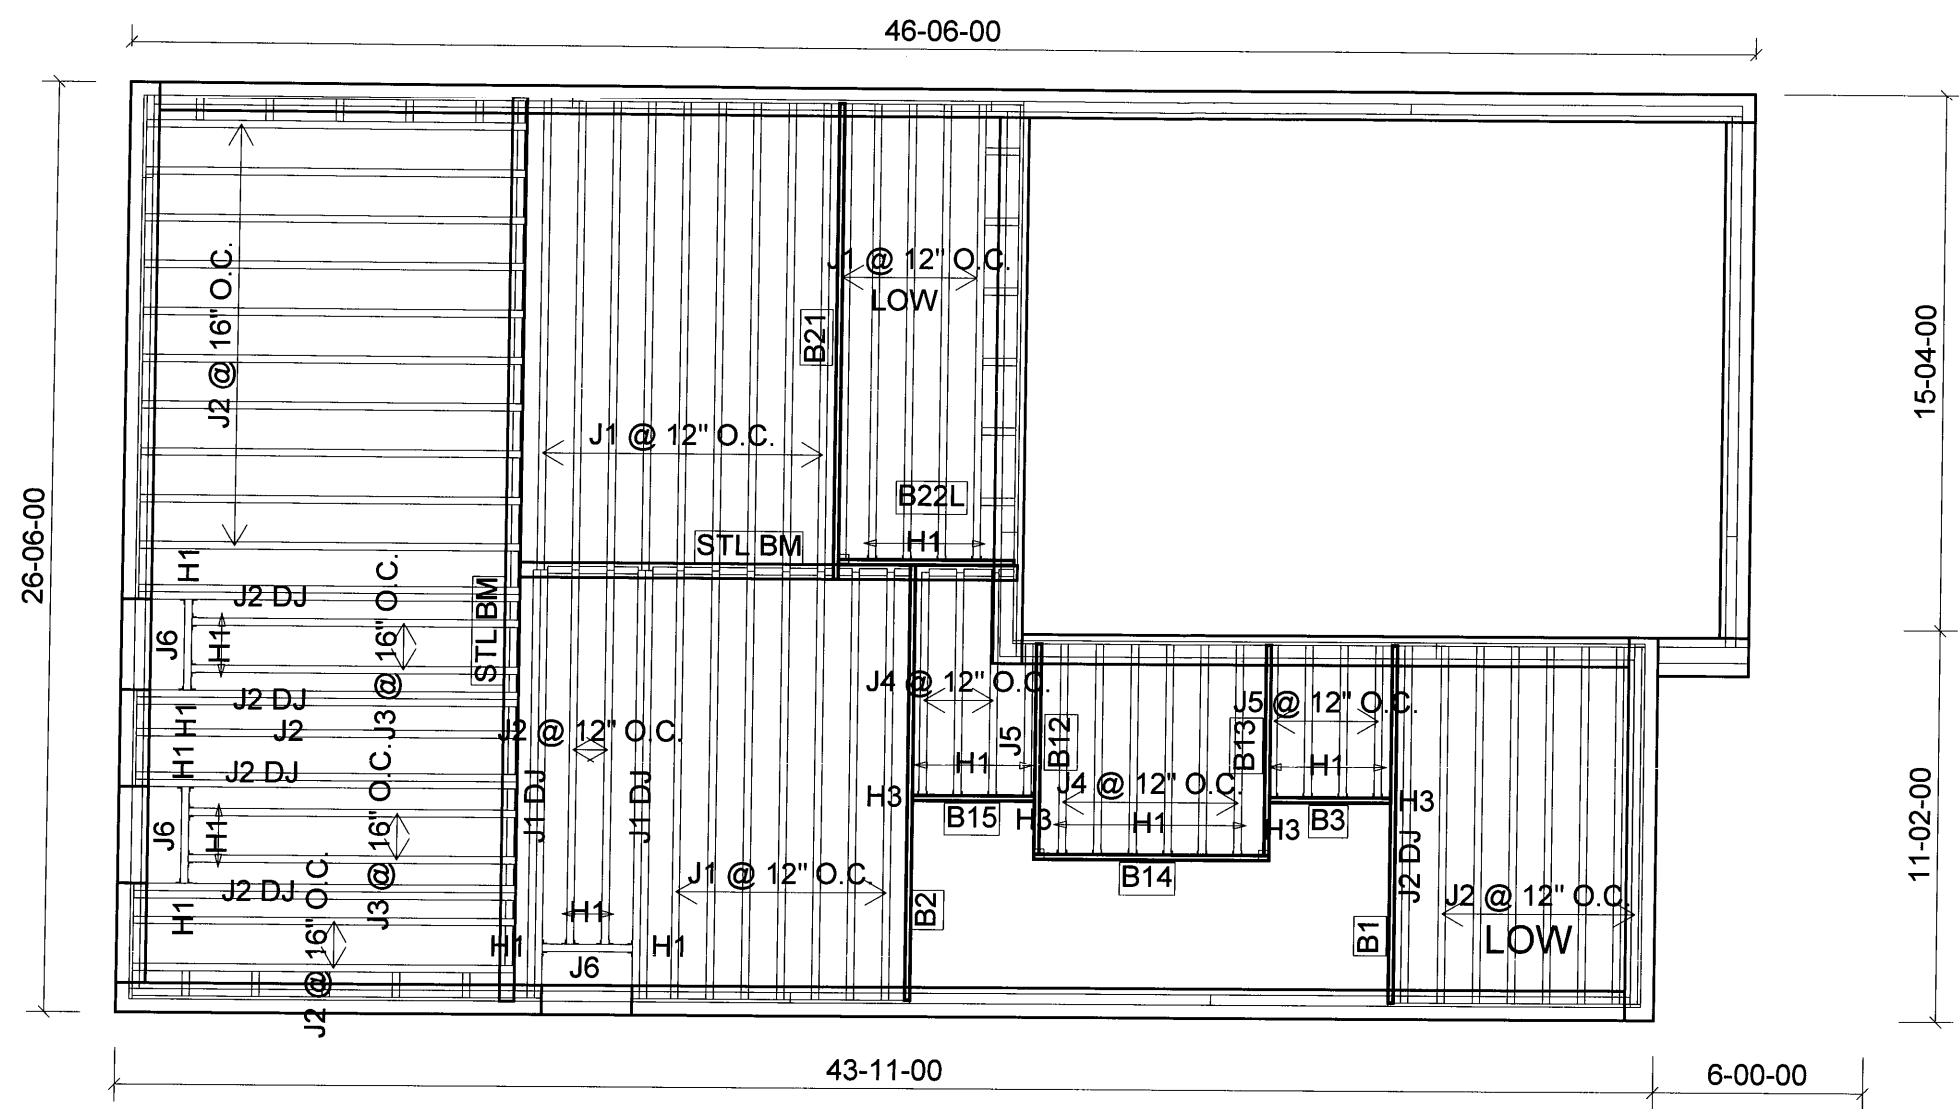 46-06-00
J1 @ 12" O.C.
LOW
J2 @ 16" O.C.
B21
15-04-00
J1 @ 12" O.C.
B22L
26-06-00
STL BM
H1
H1
J2 DJ
J3 @ 16" O.C.
STL BM
J6
H1
J4 @ 12" O.C.
J2 DJ
J5 @ 12" O.C.
H1
J2
J2 @ 12" O.C.
J5
B12
B13
H1
J2 DJ
H1
H1
J4 @ 12" O.C.
J1 DJ
J1 DJ
H3
H3
B15
H3
H1
H3
B3
J6
H1
J3 @ 16" O.C.
J2 DJ
11-02-00
J1 @ 12" O.C.
B14
J2 DJ
J2 @ 12" O.C.
LOW
H1
J2 @ 16" O.C.
H1
B2
B1
H1
H1
J6
43-11-00
6-00-00